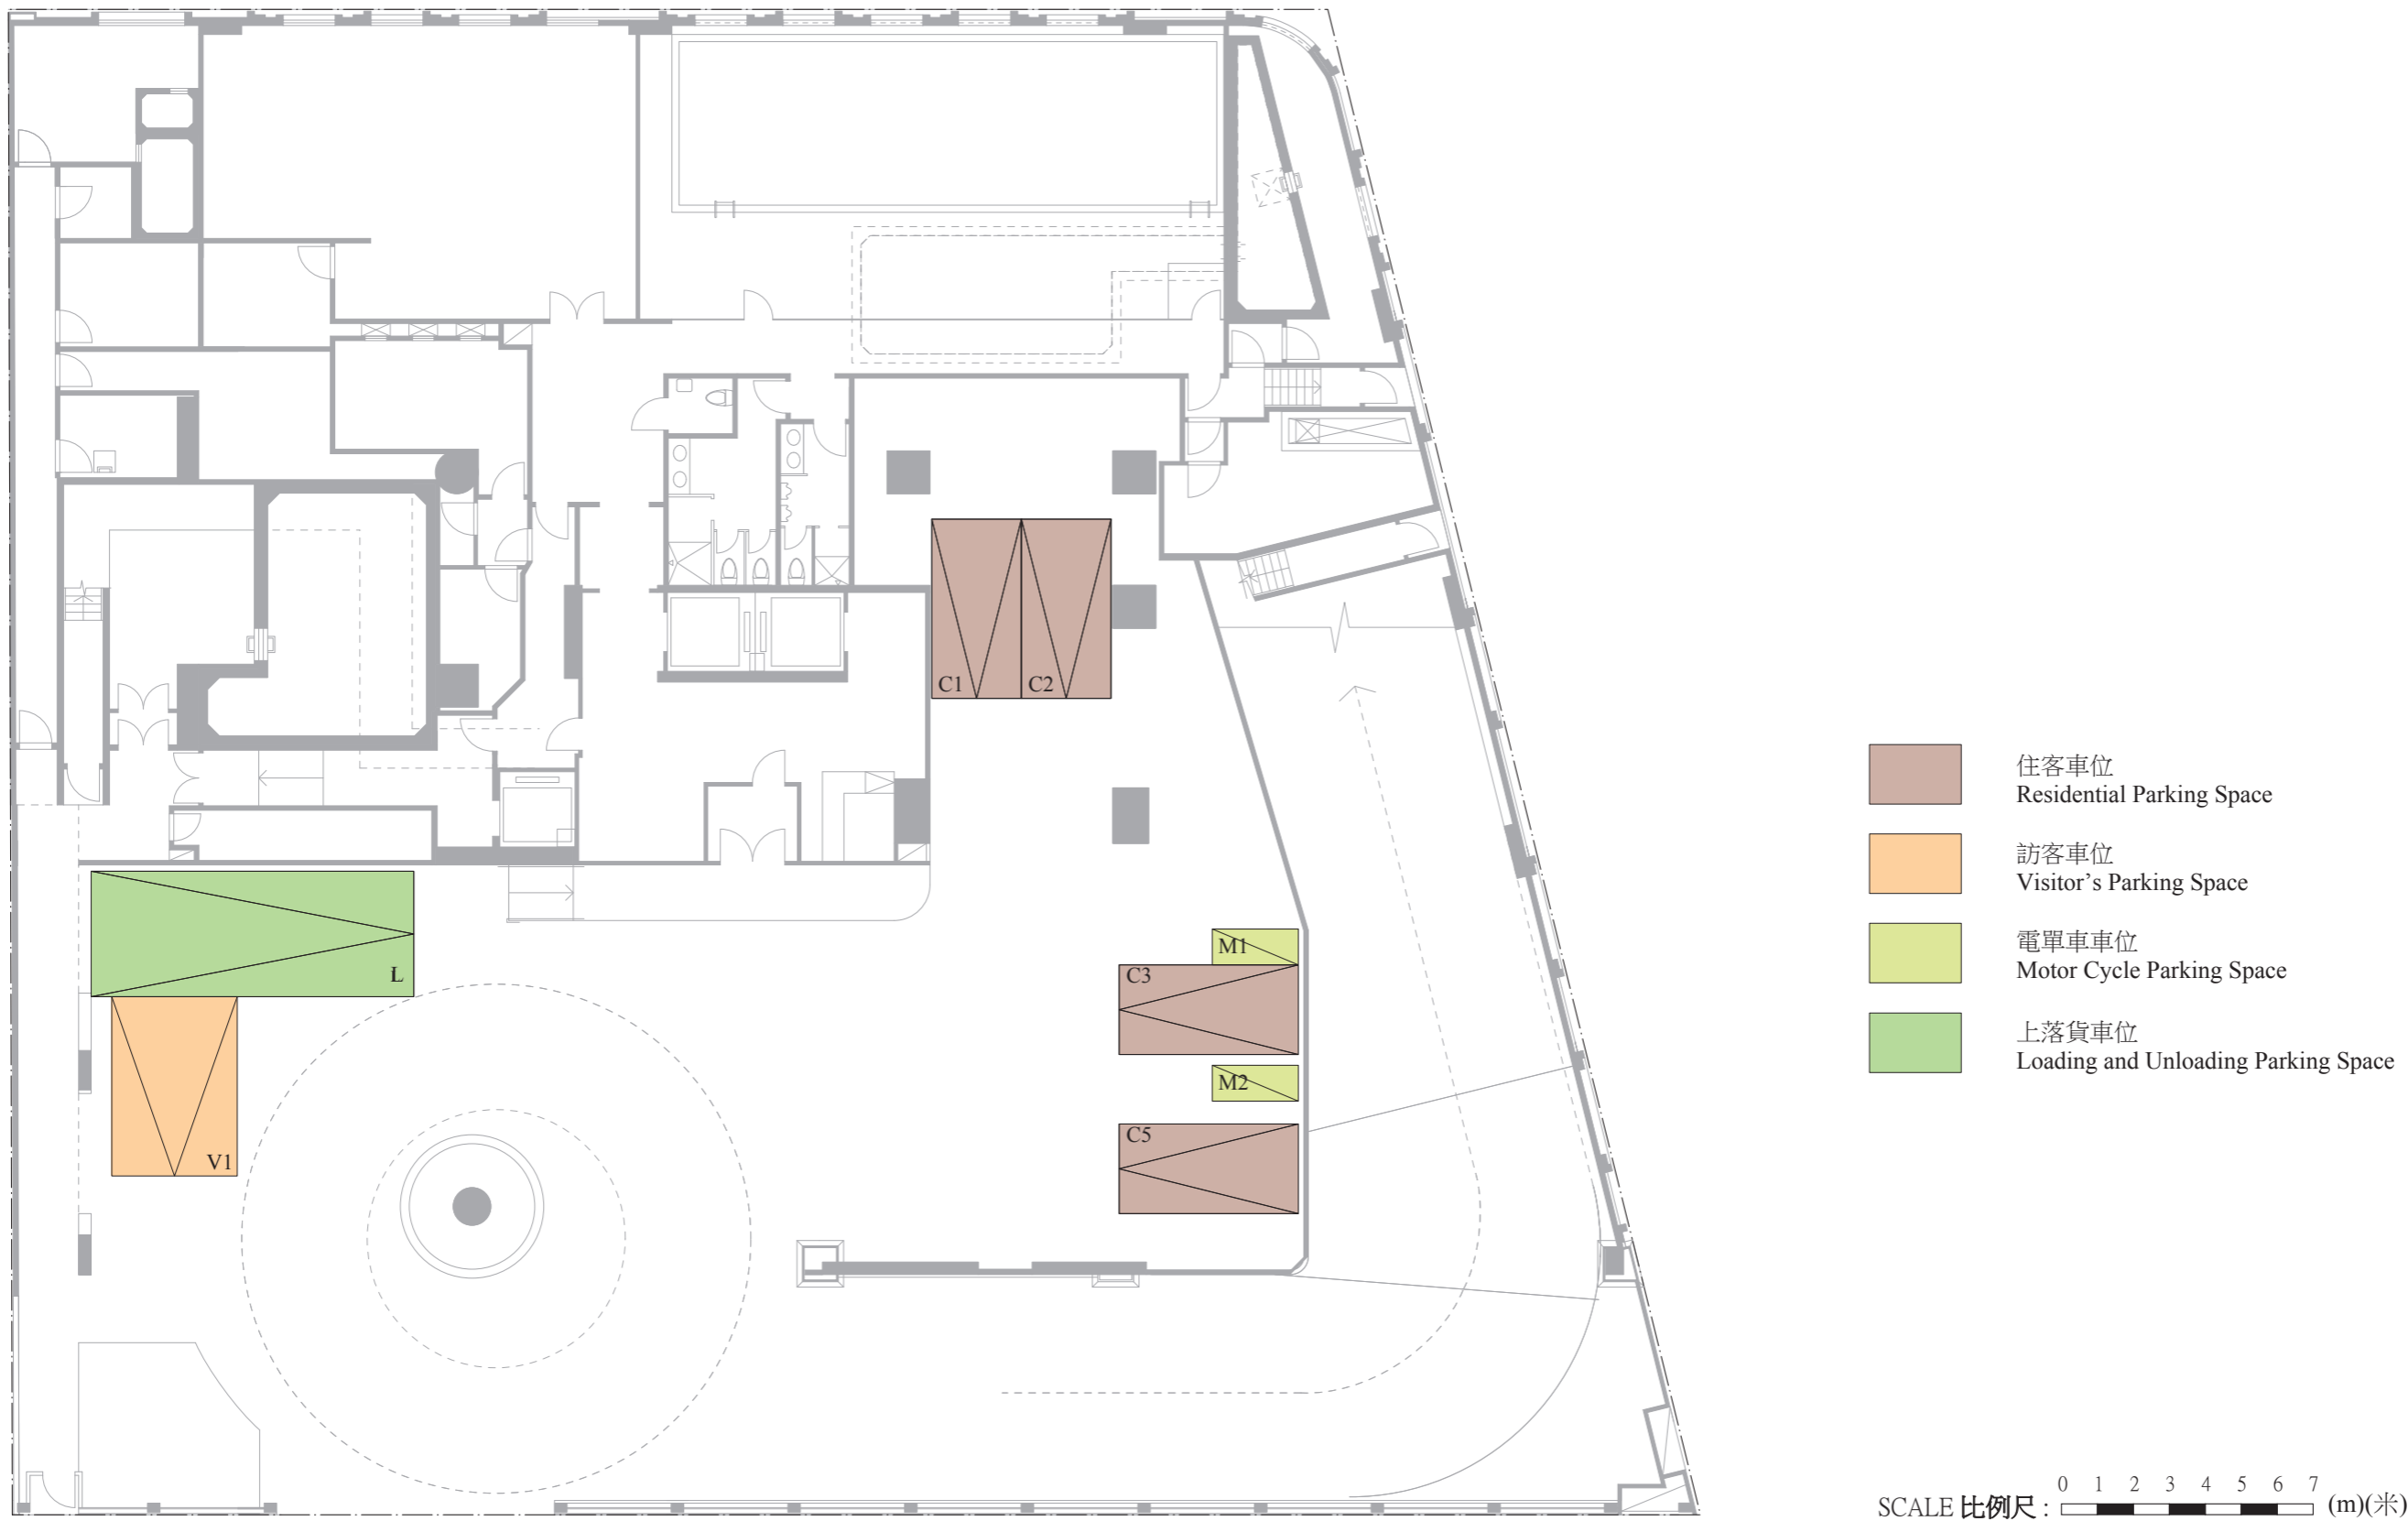 C1
C2
L
V1
M1
C3
M2
C5
住客車位
Residential Parking Space
訪客車位
Visitor’s Parking Space
電單車車位
Motor Cycle Parking Space
上落貨車位
Loading and Unloading Parking Space
0 1 2 3 4 5 6 7
SCALE 比例尺 : (m)(米)